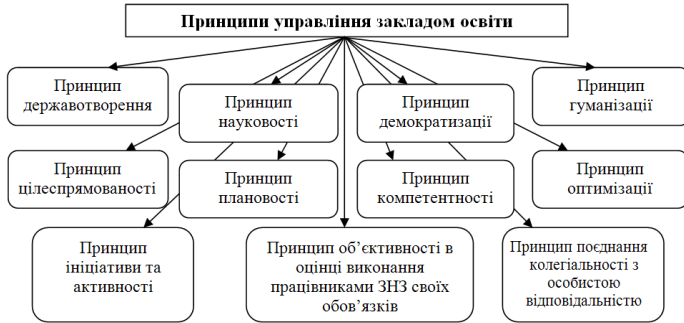 Принципи управління закладом освіти
Принцип
державотворення
Принцип
науковості
Принцип
демократизації
Принцип
гуманізації
Принцип
цілеспрямованості
Принцип
плановості
Принцип
компетентності
Принцип
оптимізації
Принцип
ініціативи та
активності
Принцип об’єктивності в
оцінці виконання
працівниками ЗНЗ своїх
обов’язків
Принцип поєднання
колегіальності з
особистою
відповідальністю